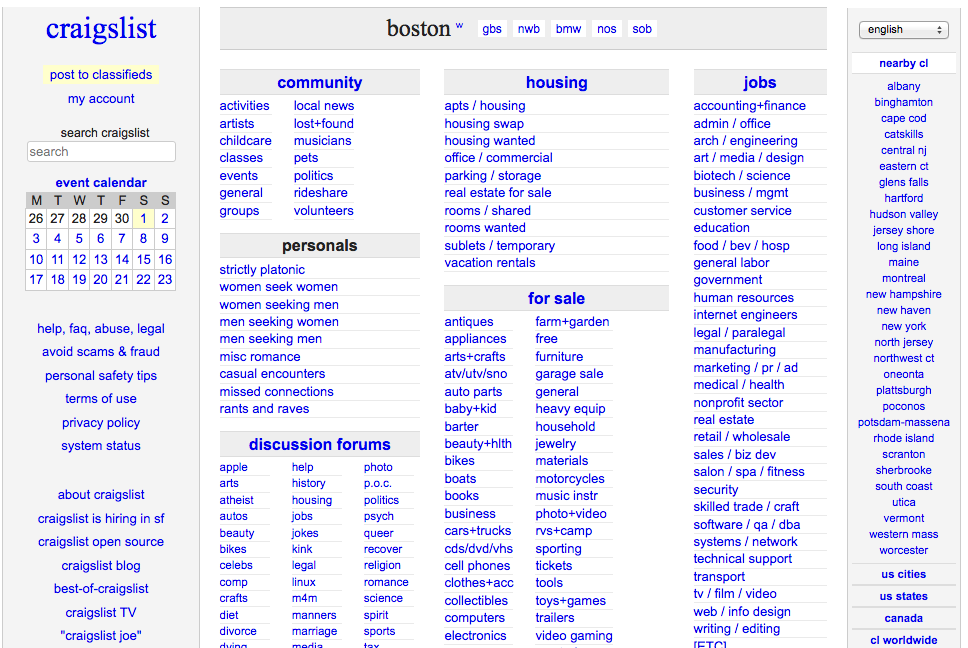 craigslist
post to classifieds
my account
search craigslist
search
event calendar
M T W T F S S
26 27 28 29 30 1 2
3 4 5 6 7 8 9
10 11 12 13 14 15 16
17 18 19 20 21 22 23
help, faq, abuse, legal
avoid scams & fraud
personal safety tips
terms of use
privacy policy
system status
about craigslist
craigslist is hiring in sf
craigslist open source
craigslist blog
best-of-craigslist
craigslist TV
"craigslist joe"
boston w gbs nwb bmw nos sob
community
activities local news
artists lost+found
childcare musicians
classes pets
events politics
general rideshare
groups volunteers
personals
strictly platonic
women seek women
women seeking men
men seeking women
men seeking men
misc romance
casual encounters
missed connections
rants and raves
discussion forums
apple help photo
arts history p.o.c.
atheist housing politics
autos jobs psych
beauty jokes queer
bikes kink recover
celebs legal religion
comp linux romance
crafts m4m science
diet manners spirit
divorce marriage sports
dying media tax
housing
apts / housing
housing swap
housing wanted
office / commercial
parking / storage
real estate for sale
rooms / shared
rooms wanted
sublets / temporary
vacation rentals
for sale
antiques farm+garden
appliances free
arts+crafts furniture
atv/utv/sno garage sale
auto parts general
baby+kid heavy equip
barter household
beauty+hlth jewelry
bikes materials
boats motorcycles
books music instr
business photo+video
cars+trucks rvs+camp
cds/dvd/vhs sporting
cell phones tickets
clothes+acc tools
collectibles toys+games
computers trailers
electronics video gaming
jobs
accounting+finance
admin / office
arch / engineering
art / media / design
biotech / science
business / mgmt
customer service
education
food / bev / hosp
general labor
government
human resources
internet engineers
legal / paralegal
manufacturing
marketing / pr / ad
medical / health
nonprofit sector
real estate
retail / wholesale
sales / biz dev
salon / spa / fitness
security
skilled trade / craft
software / qa / dba
systems / network
technical support
transport
tv / film / video
web / info design
writing / editing
[ETC]
english
nearby cl
albany
binghamton
cape cod
catskills
central nj
eastern ct
glens falls
hartford
hudson valley
jersey shore
long island
maine
montreal
new hampshire
new haven
new york
north jersey
northwest ct
oneonta
plattsburgh
poconos
potsdam-massena
rhode island
scranton
sherbrooke
south coast
utica
vermont
western mass
worcester
us cities
us states
canada
cl worldwide